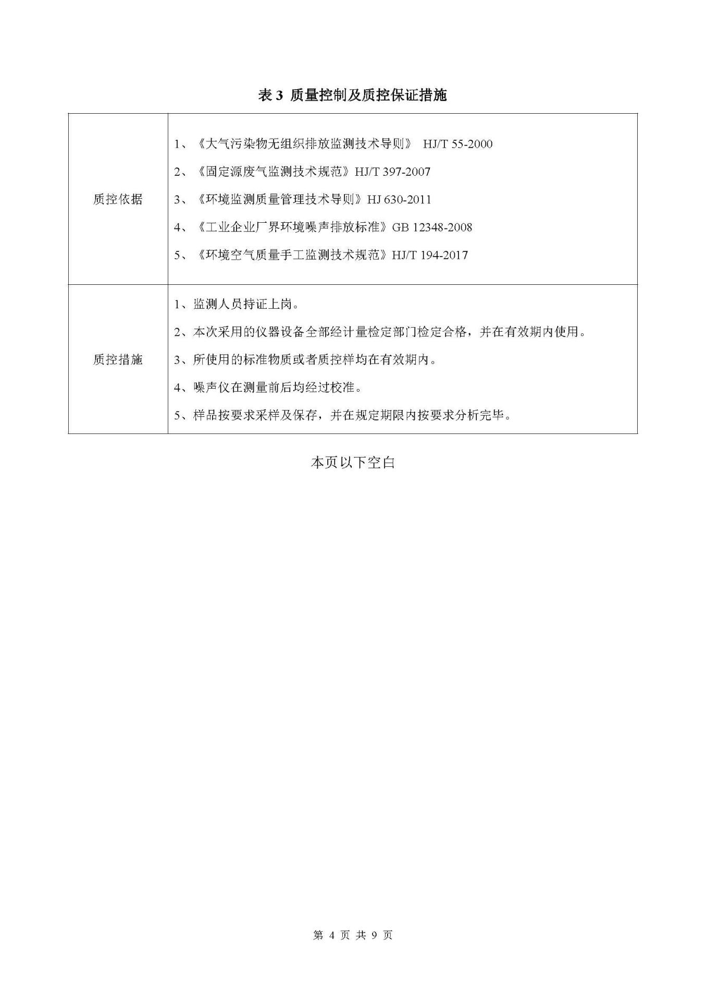 表 3 质量控制及质控保证措施
质控依据
1、《大气污染物无组织排放监测技术导则》 HJ/T 55-2000
2、《固定源废气监测技术规范》HJ/T 397-2007
3、《环境监测质量管理技术导则》HJ 630-2011
4、《工业企业厂界环境噪声排放标准》GB 12348-2008
5、《环境空气质量手工监测技术规范》HJ/T 194-2017
质控措施
1、监测人员持证上岗。
2、本次采用的仪器设备全部经计量检定部门检定合格，并在有效期内使用。
3、所使用的标准物质或者质控样均在有效期内。
4、噪声仪在测量前后均经过校准。
5、样品按要求采样及保存，并在规定期限内按要求分析完毕。
本页以下空白
第 4 页 共 9 页